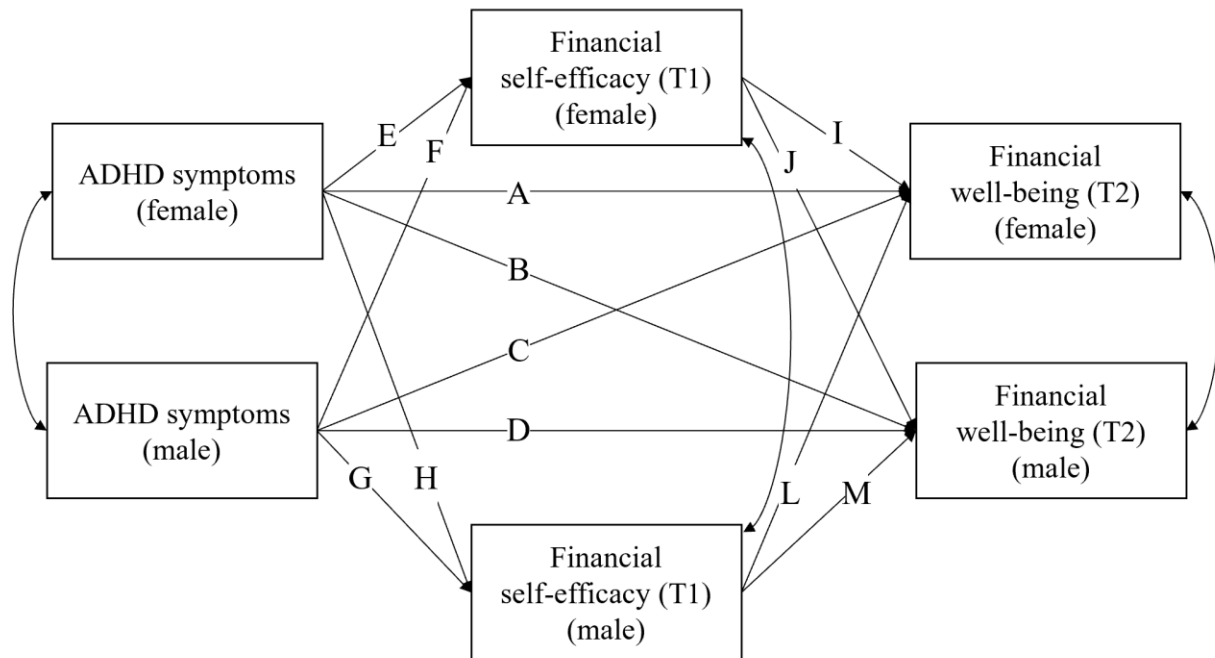 Financial
self-efficacy (T1)
(female)
E
F
I
J
ADHD symptoms
(female)
A
Financial
well-being (T2)
(female)
B
C
ADHD symptoms
(male)
D
Financial
well-being (T2)
(male)
G
H
L
M
Financial
self-efficacy (T1)
(male)